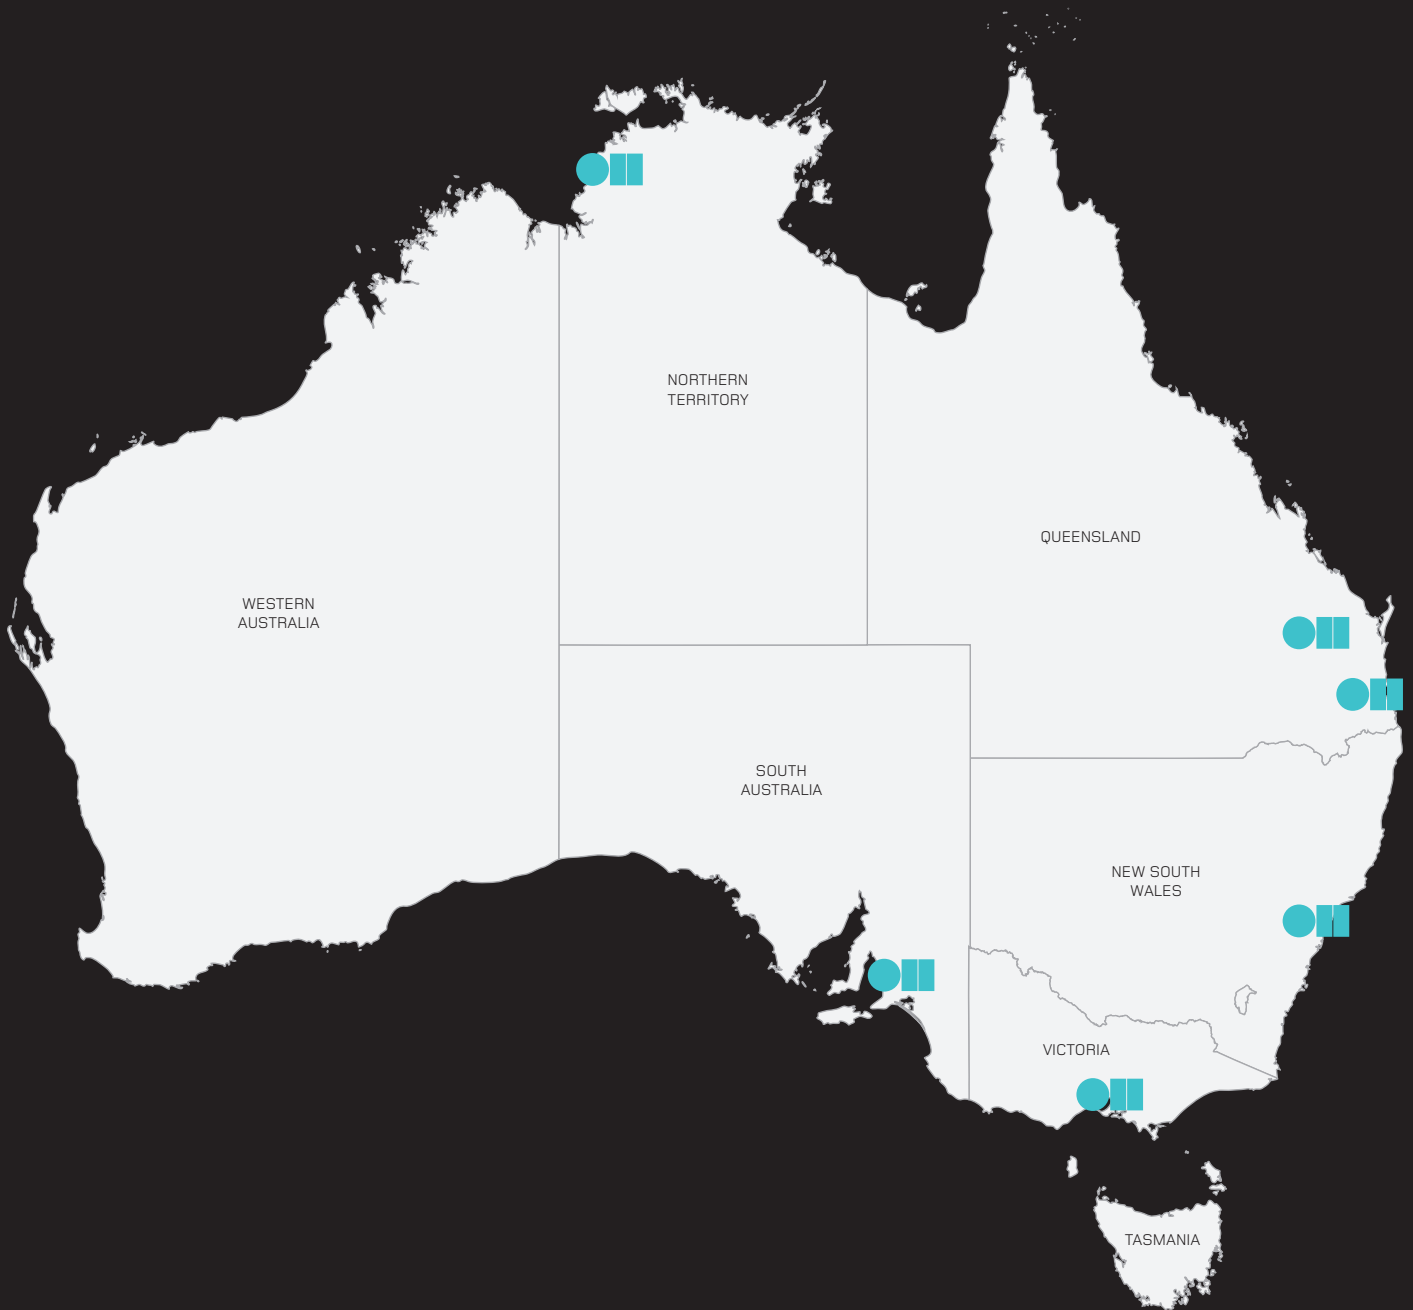 NORTHERN
TERRITORY
QUEENSLAND
WESTERN
AUSTRALIA
SOUTH
AUSTRALIA
NEW SOUTH
WALES
VICTORIA
TASMANIA